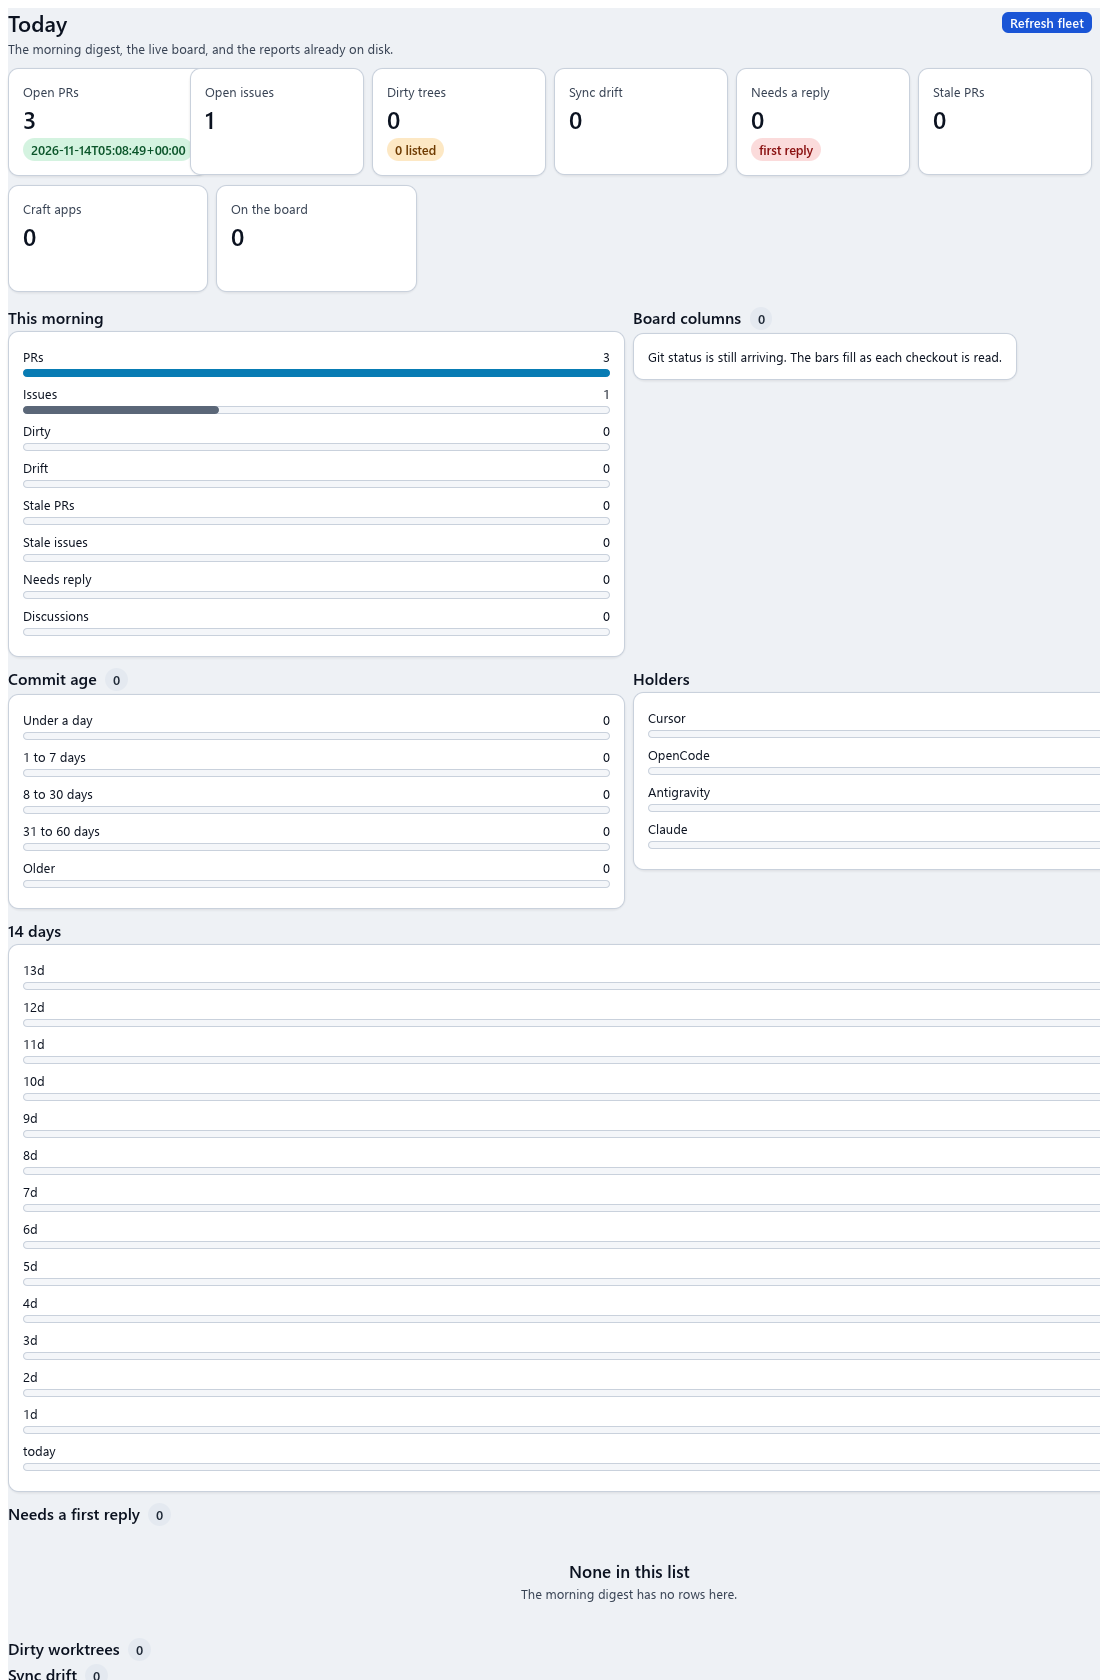 Today
Refresh fleet
The morning digest, the live board, and the reports already on disk.
Open PRs
3
2026-11-14T05:08:49+00:00
Open issues
1
Dirty trees
0
0 listed
Sync drift
0
Needs a reply
0
first reply
Stale PRs
0
Craft apps
0
On the board
0
This morning
PRs 3
Issues 1
Dirty 0
Drift 0
Stale PRs 0
Stale issues 0
Needs reply 0
Discussions 0
Board columns 0
Git status is still arriving. The bars fill as each checkout is read.
Commit age 0
Under a day 0
1 to 7 days 0
8 to 30 days 0
31 to 60 days 0
Older 0
Holders
Cursor
OpenCode
Antigravity
Claude
14 days
13d
12d
11d
10d
9d
8d
7d
6d
5d
4d
3d
2d
1d
today
Needs a first reply 0
None in this list
The morning digest has no rows here.
Dirty worktrees 0
Sync drift 0